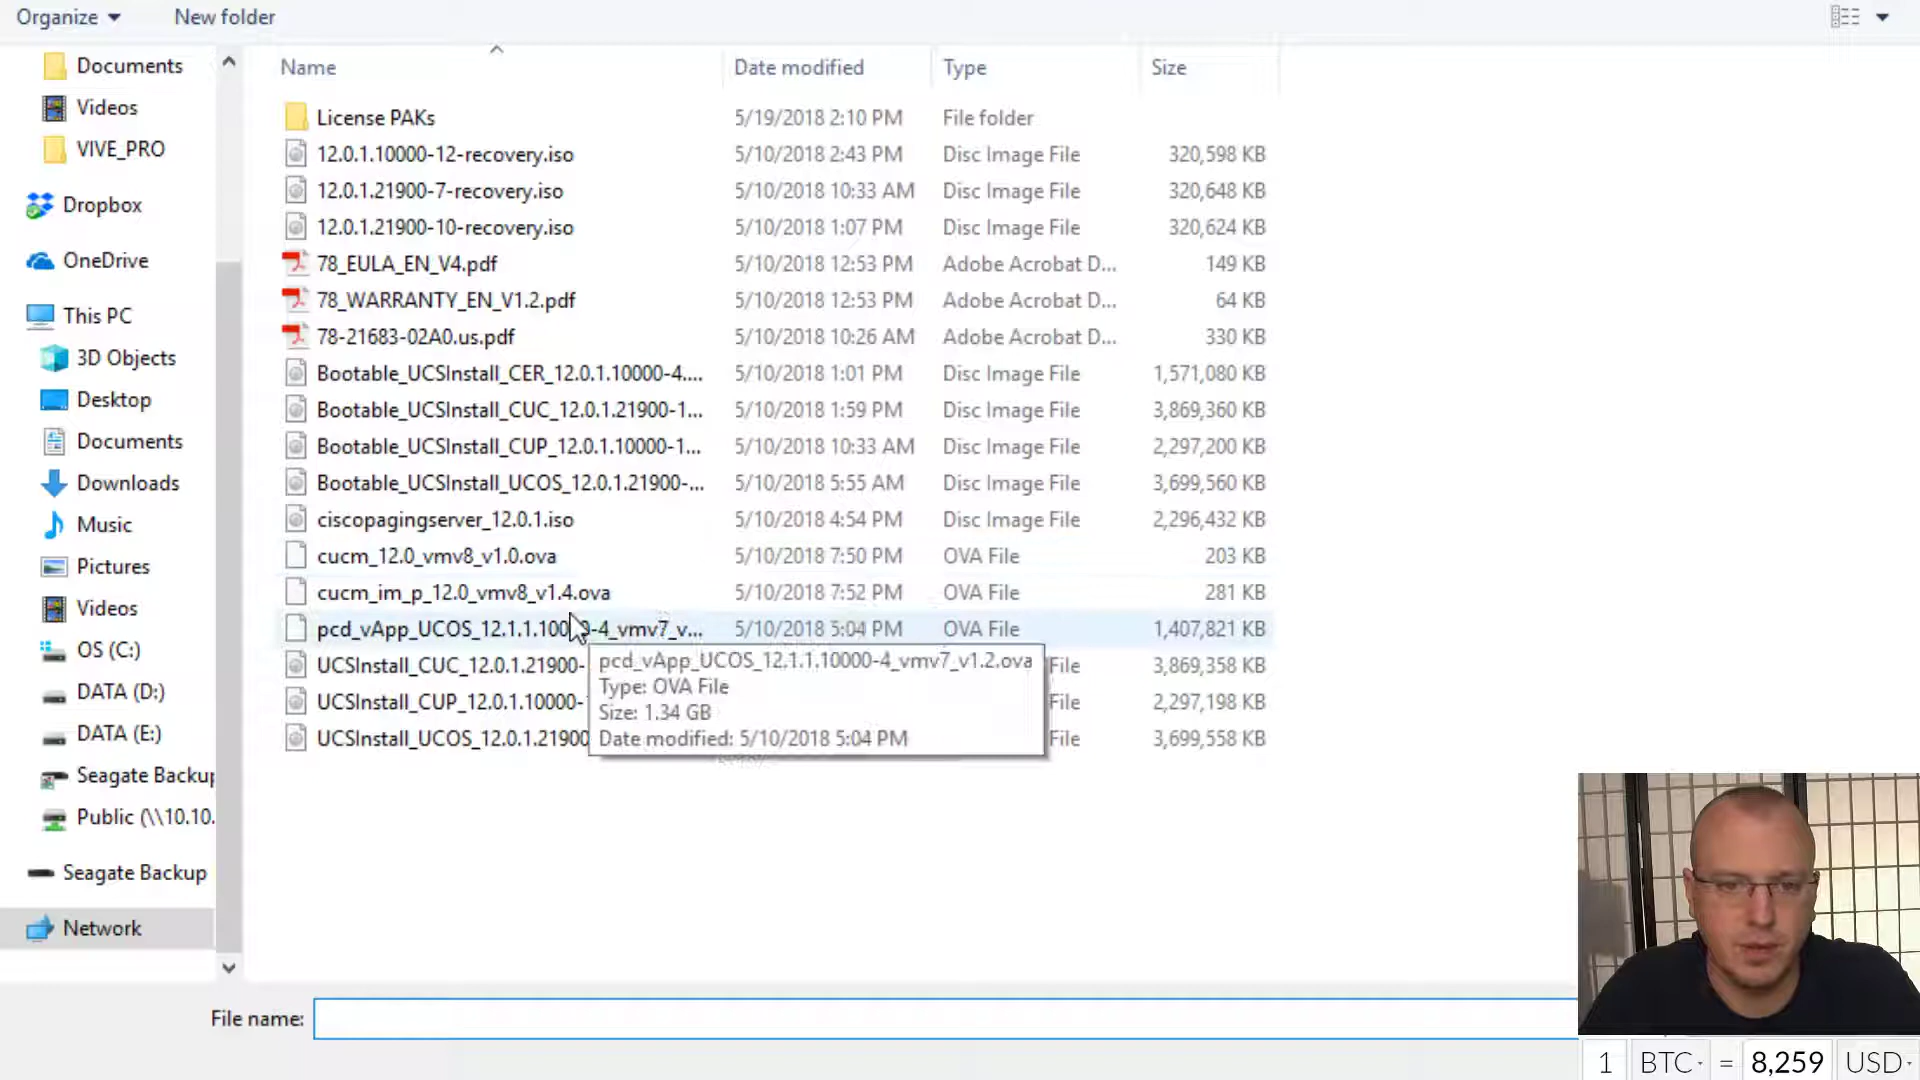 Organize
New folder
Documents
Videos
VIVE_PRO
Dropbox
OneDrive
This PC
3D Objects
Desktop
Documents
Downloads
Music
Pictures
Videos
OS (C:)
DATA (D:)
DATA (E:)
Seagate Backup
Public (\\10.10.
Seagate Backup
Network
Name Date modified Type Size
License PAKs 5/19/2018 2:10 PM File folder
12.0.1.10000-12-recovery.iso 5/10/2018 2:43 PM Disc Image File 320,598 KB
12.0.1.21900-7-recovery.iso 5/10/2018 10:33 AM Disc Image File 320,648 KB
12.0.1.21900-10-recovery.iso 5/10/2018 1:07 PM Disc Image File 320,624 KB
78_EULA_EN_V4.pdf 5/10/2018 12:53 PM Adobe Acrobat D... 149 KB
78_WARRANTY_EN_V1.2.pdf 5/10/2018 12:53 PM Adobe Acrobat D... 64 KB
78-21683-02A0.us.pdf 5/10/2018 10:26 AM Adobe Acrobat D... 330 KB
Bootable_UCSInstall_CER_12.0.1.10000-4.... 5/10/2018 1:01 PM Disc Image File 1,571,080 KB
Bootable_UCSInstall_CUC_12.0.1.21900-1... 5/10/2018 1:59 PM Disc Image File 3,869,360 KB
Bootable_UCSInstall_CUP_12.0.1.10000-1... 5/10/2018 10:33 AM Disc Image File 2,297,200 KB
Bootable_UCSInstall_UCOS_12.0.1.21900-... 5/10/2018 5:55 AM Disc Image File 3,699,560 KB
ciscopagingserver_12.0.1.iso 5/10/2018 4:54 PM Disc Image File 2,296,432 KB
cucm_12.0_vmv8_v1.0.ova 5/10/2018 7:50 PM OVA File 203 KB
cucm_im_p_12.0_vmv8_v1.4.ova 5/10/2018 7:52 PM OVA File 281 KB
pcd_vApp_UCOS_12.1.1.10000-4_vmv7_v... 5/10/2018 5:04 PM OVA File 1,407,821 KB
UCSInstall_CUC_12.0.1.21900- File 3,869,358 KB
UCSInstall_CUP_12.0.1.10000- File 2,297,198 KB
UCSInstall_UCOS_12.0.1.21900 File 3,699,558 KB
pcd_vApp_UCOS_12.1.1.10000-4_vmv7_v1.2.ova
Type: OVA File
Size: 1.34 GB
Date modified: 5/10/2018 5:04 PM
File name:
1 BTC = 8,259 USD